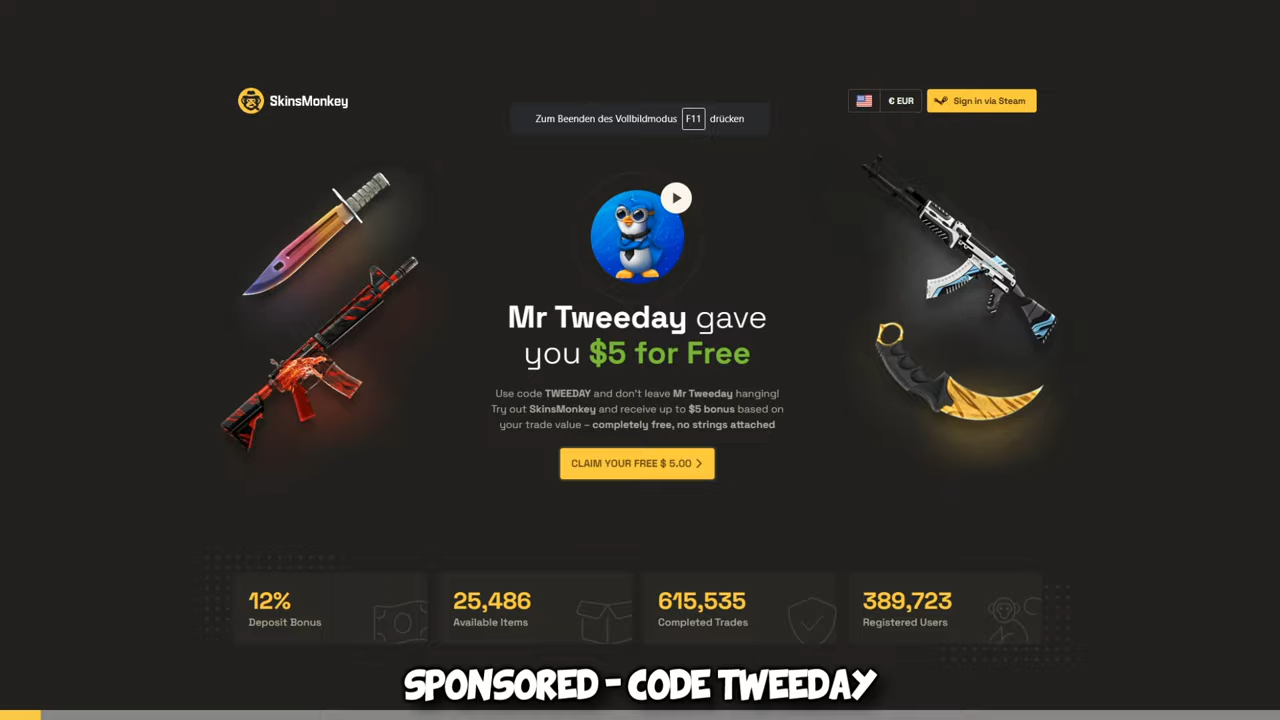 SkinsMonkey
€ EUR
Sign in via Steam
Zum Beenden des Vollbildmodus F11 drücken
Mr Tweeday gave
you $5 for Free
Use code TWEEDAY and don't leave Mr Tweeday hanging!
Try out SkinsMonkey and receive up to $5 bonus based on
your trade value – completely free, no strings attached
CLAIM YOUR FREE $ 5.00
12%
Deposit Bonus
25,486
Available Items
615,535
Completed Trades
389,723
Registered Users
SPONSORED - CODE TWEEDAY